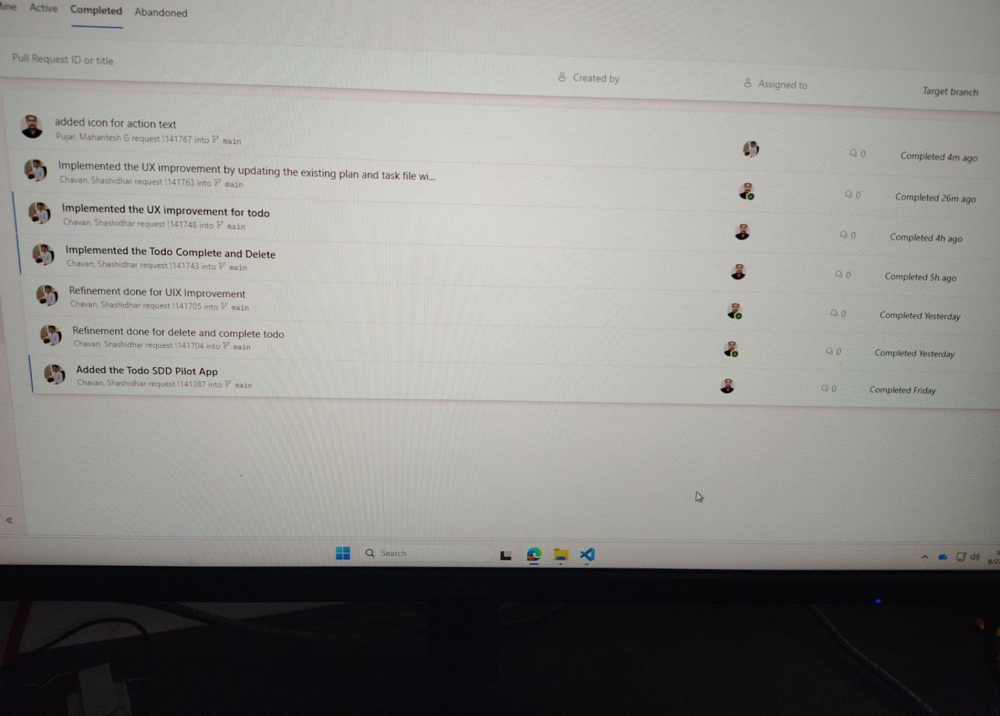 Active Completed Abandoned
Pull Request ID or title Created by Assigned to Target branch
added icon for action text
Pujar, Mahantesh G request !141767 into main
0 Completed 4m ago
Implemented the UX improvement by updating the existing plan and task file wi...
Chavan, Shashidhar request !141763 into main
0 Completed 26m ago
Implemented the UX improvement for todo
Chavan, Shashidhar request !141748 into main
0 Completed 4h ago
Implemented the Todo Complete and Delete
Chavan, Shashidhar request !141743 into main
0 Completed 5h ago
Refinement done for UIX Improvement
Chavan, Shashidhar request !141705 into main
0 Completed Yesterday
Refinement done for delete and complete todo
Chavan, Shashidhar request !141704 into main
0 Completed Yesterday
Added the Todo SDD Pilot App
Chavan, Shashidhar request !141387 into main
0 Completed Friday
Search
acer